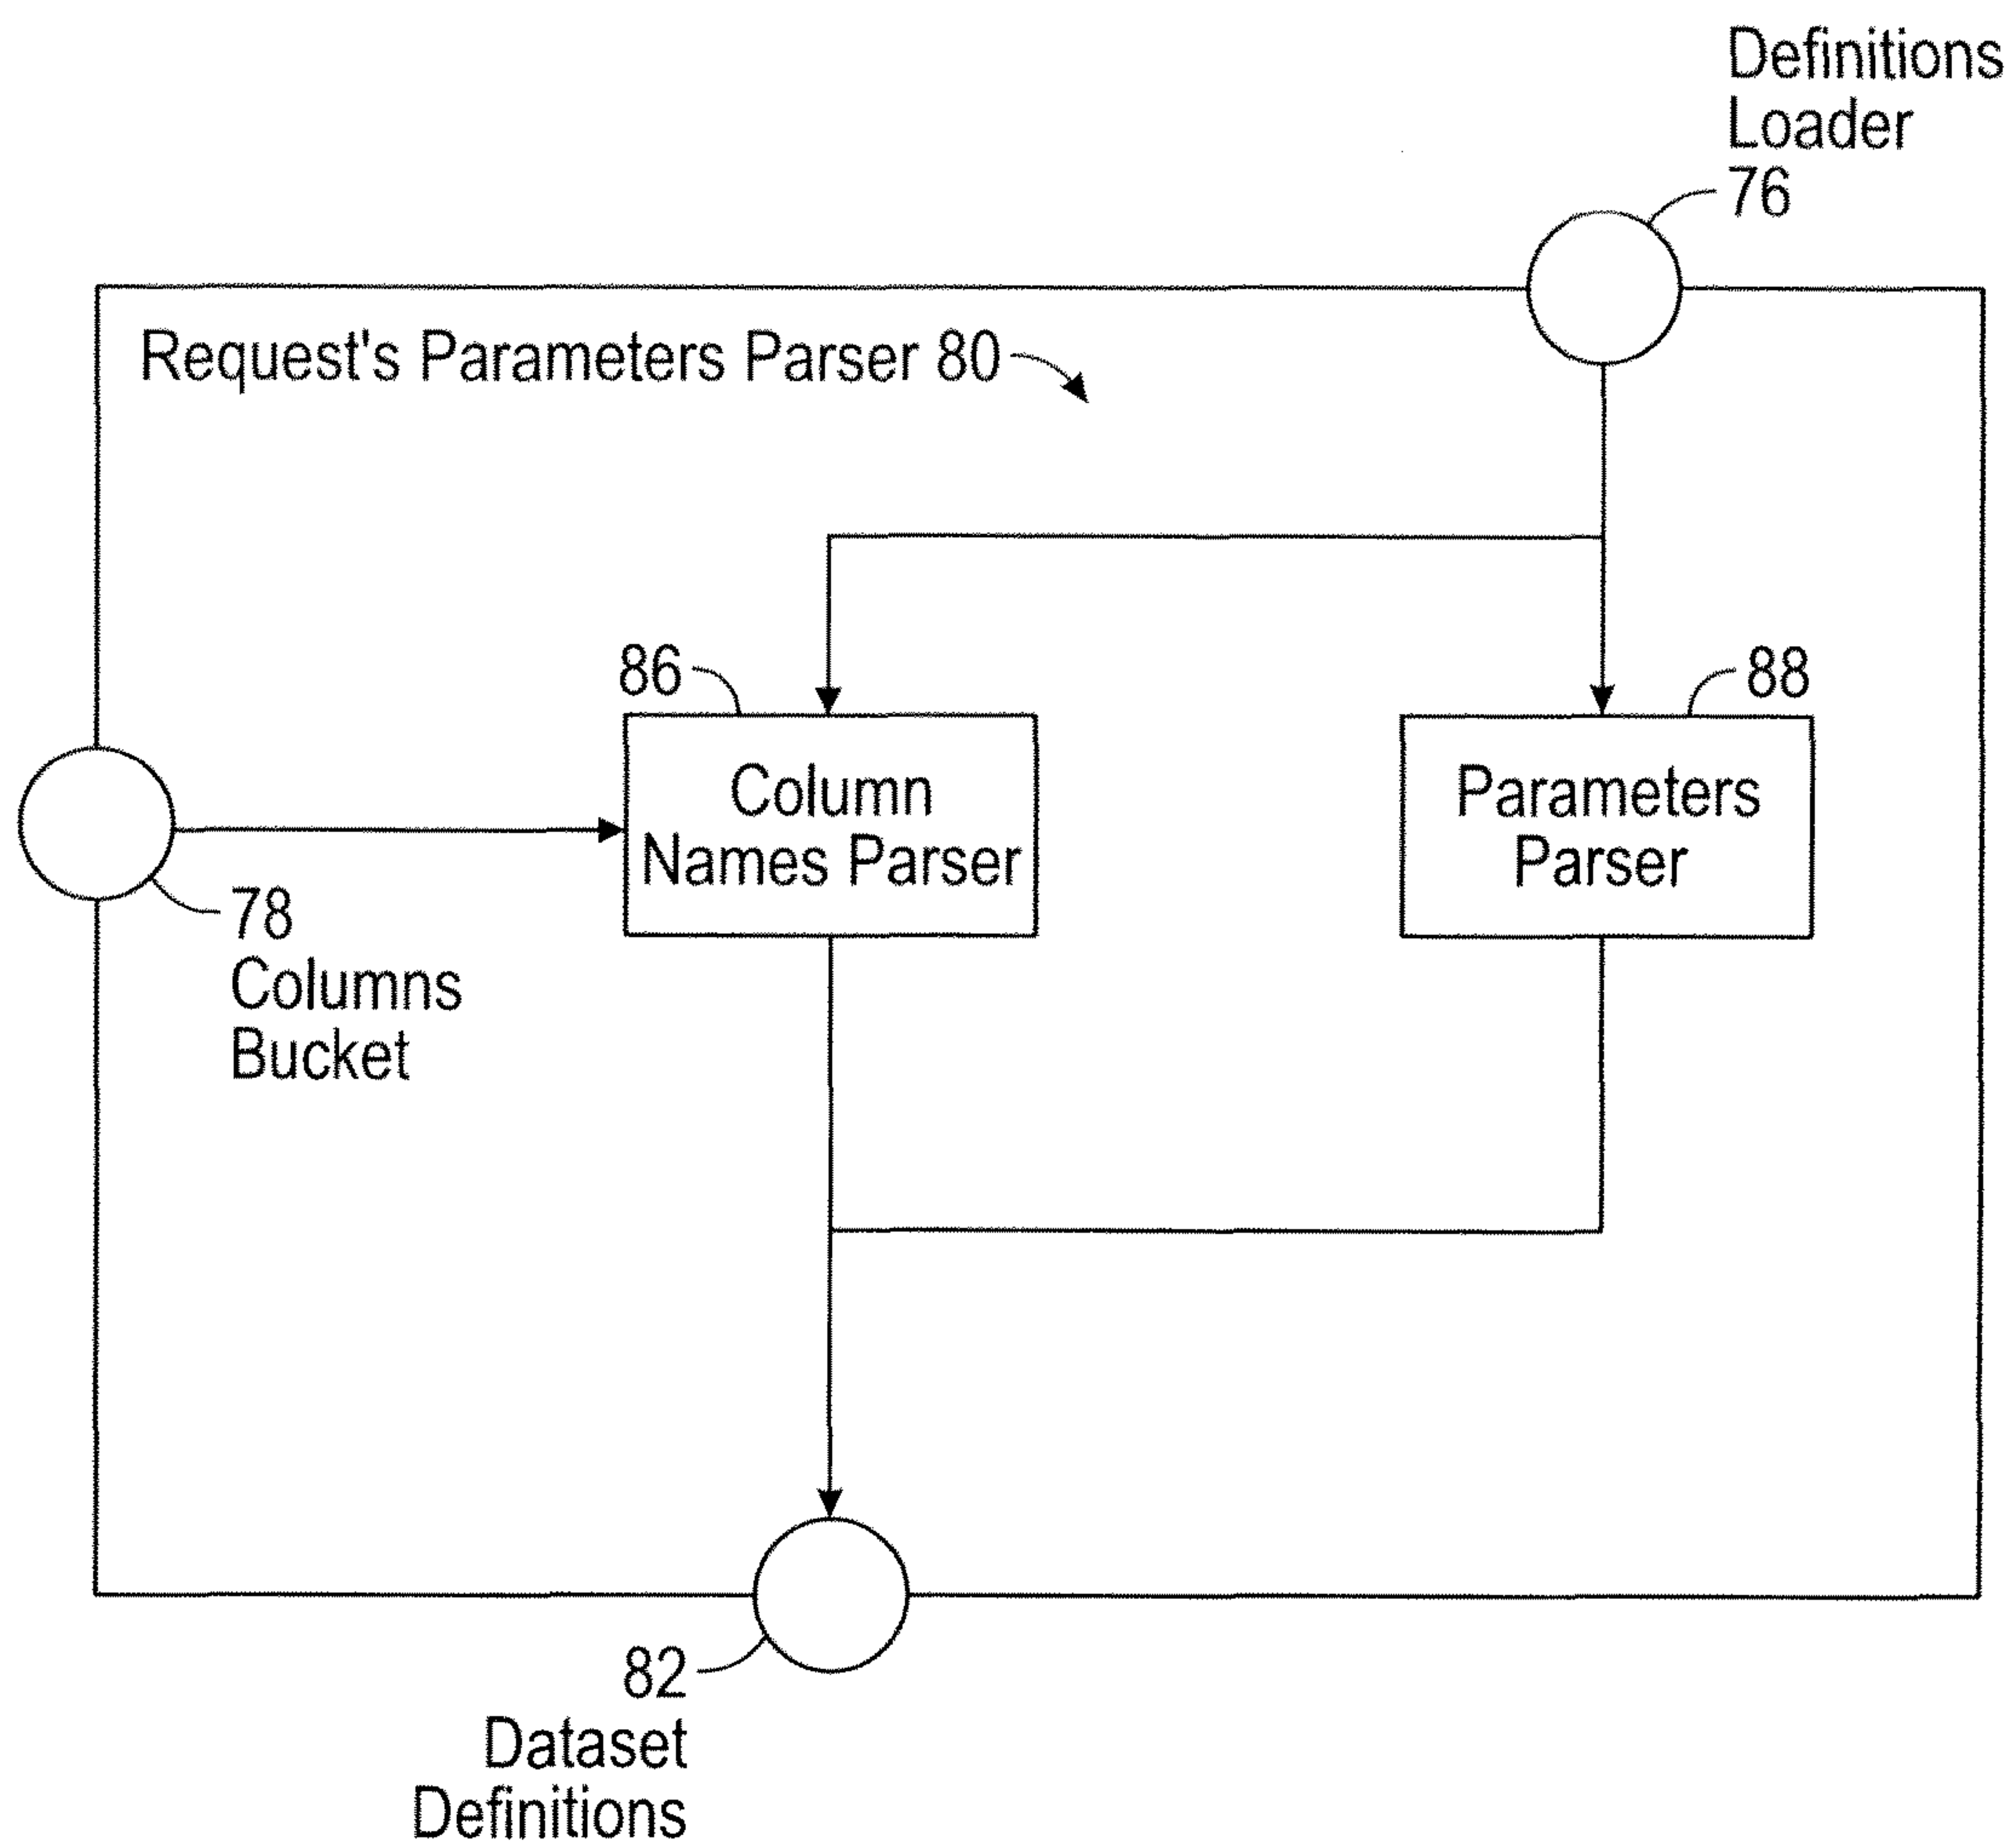 Definitions
Loader
76
Request's Parameters Parser 80
86
88
Column
Names Parser
Parameters
Parser
78
Columns
Bucket
82
Dataset
Definitions